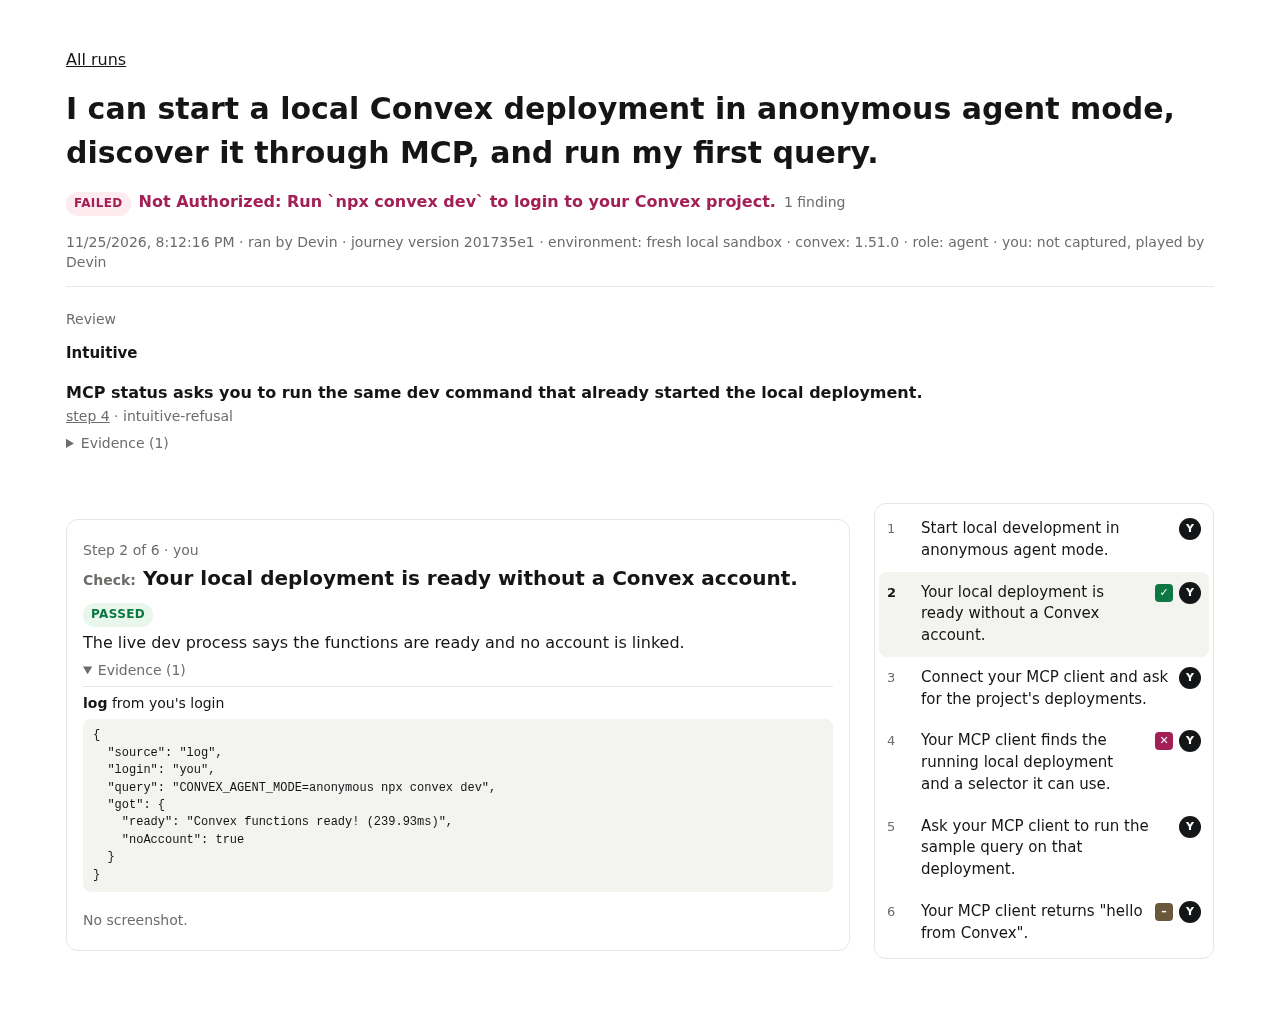 All runs
I can start a local Convex deployment in anonymous agent mode,
discover it through MCP, and run my first query.
FAILED Not Authorized: Run `npx convex dev` to login to your Convex project. 1 finding
11/25/2026, 8:12:16 PM · ran by Devin · journey version 201735e1 · environment: fresh local sandbox · convex: 1.51.0 · role: agent · you: not captured, played by
Devin
Review
Intuitive
MCP status asks you to run the same dev command that already started the local deployment.
step 4 · intuitive-refusal
▶ Evidence (1)
Step 2 of 6 · you
Check: Your local deployment is ready without a Convex account.
PASSED
The live dev process says the functions are ready and no account is linked.
▼ Evidence (1)
log from you's login
{
  "source": "log",
  "login": "you",
  "query": "CONVEX_AGENT_MODE=anonymous npx convex dev",
  "got": {
    "ready": "Convex functions ready! (239.93ms)",
    "noAccount": true
  }
}
No screenshot.
1 Start local development in Y
anonymous agent mode.
2 Your local deployment is ✓ Y
ready without a Convex
account.
3 Connect your MCP client and ask Y
for the project's deployments.
4 Your MCP client finds the ✕ Y
running local deployment
and a selector it can use.
5 Ask your MCP client to run the Y
sample query on that
deployment.
6 Your MCP client returns "hello – Y
from Convex".